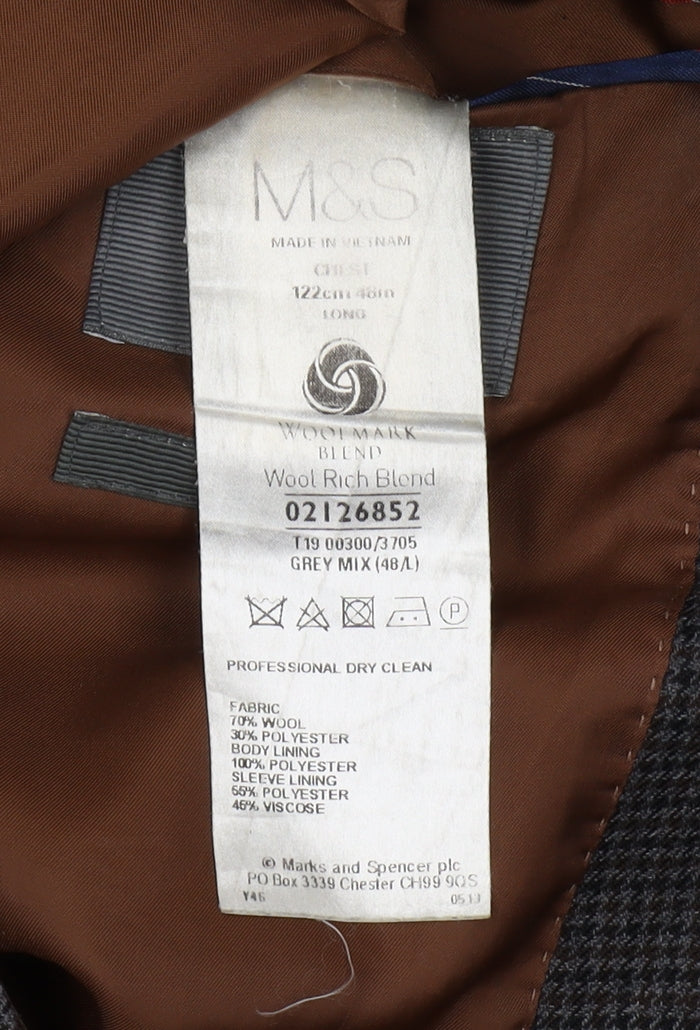 M&S
MADE IN VIETNAM
CHEST
122cm 48in
LONG
WOOLMARK
BLEND
Wool Rich Blend
02126852
T19 00300/3705
GREY MIX (48/L)
P
PROFESSIONAL DRY CLEAN
FABRIC
70% WOOL
30% POLYESTER
BODY LINING
100% POLYESTER
SLEEVE LINING
55% POLYESTER
45% VISCOSE
© Marks and Spencer plc
PO Box 3339 Chester CH99 9QS
Y46 05.13